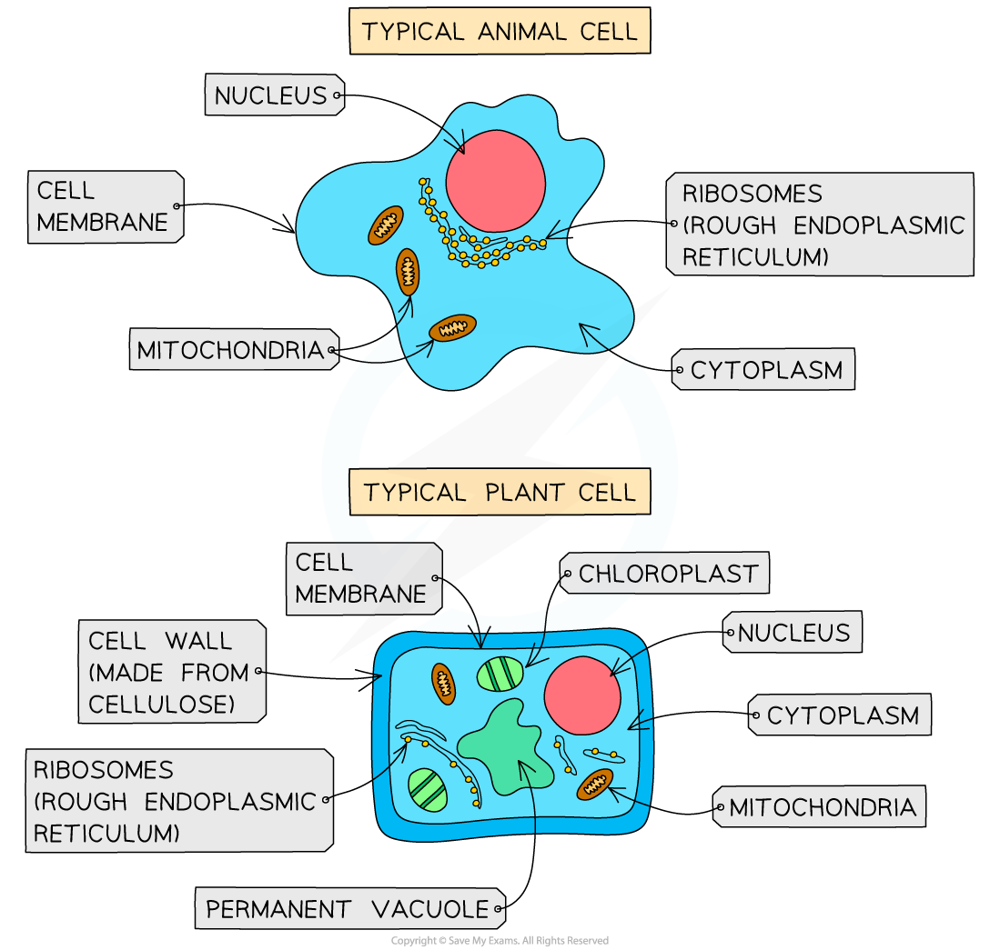 TYPICAL ANIMAL CELL
NUCLEUS
CELL
MEMBRANE
RIBOSOMES
(ROUGH ENDOPLASMIC
RETICULUM)
MITOCHONDRIA
CYTOPLASM
TYPICAL PLANT CELL
CELL
MEMBRANE
CHLOROPLAST
CELL WALL
(MADE FROM
CELLULOSE)
NUCLEUS
CYTOPLASM
RIBOSOMES
(ROUGH ENDOPLASMIC
RETICULUM)
MITOCHONDRIA
PERMANENT VACUOLE
Copyright © Save My Exams. All Rights Reserved